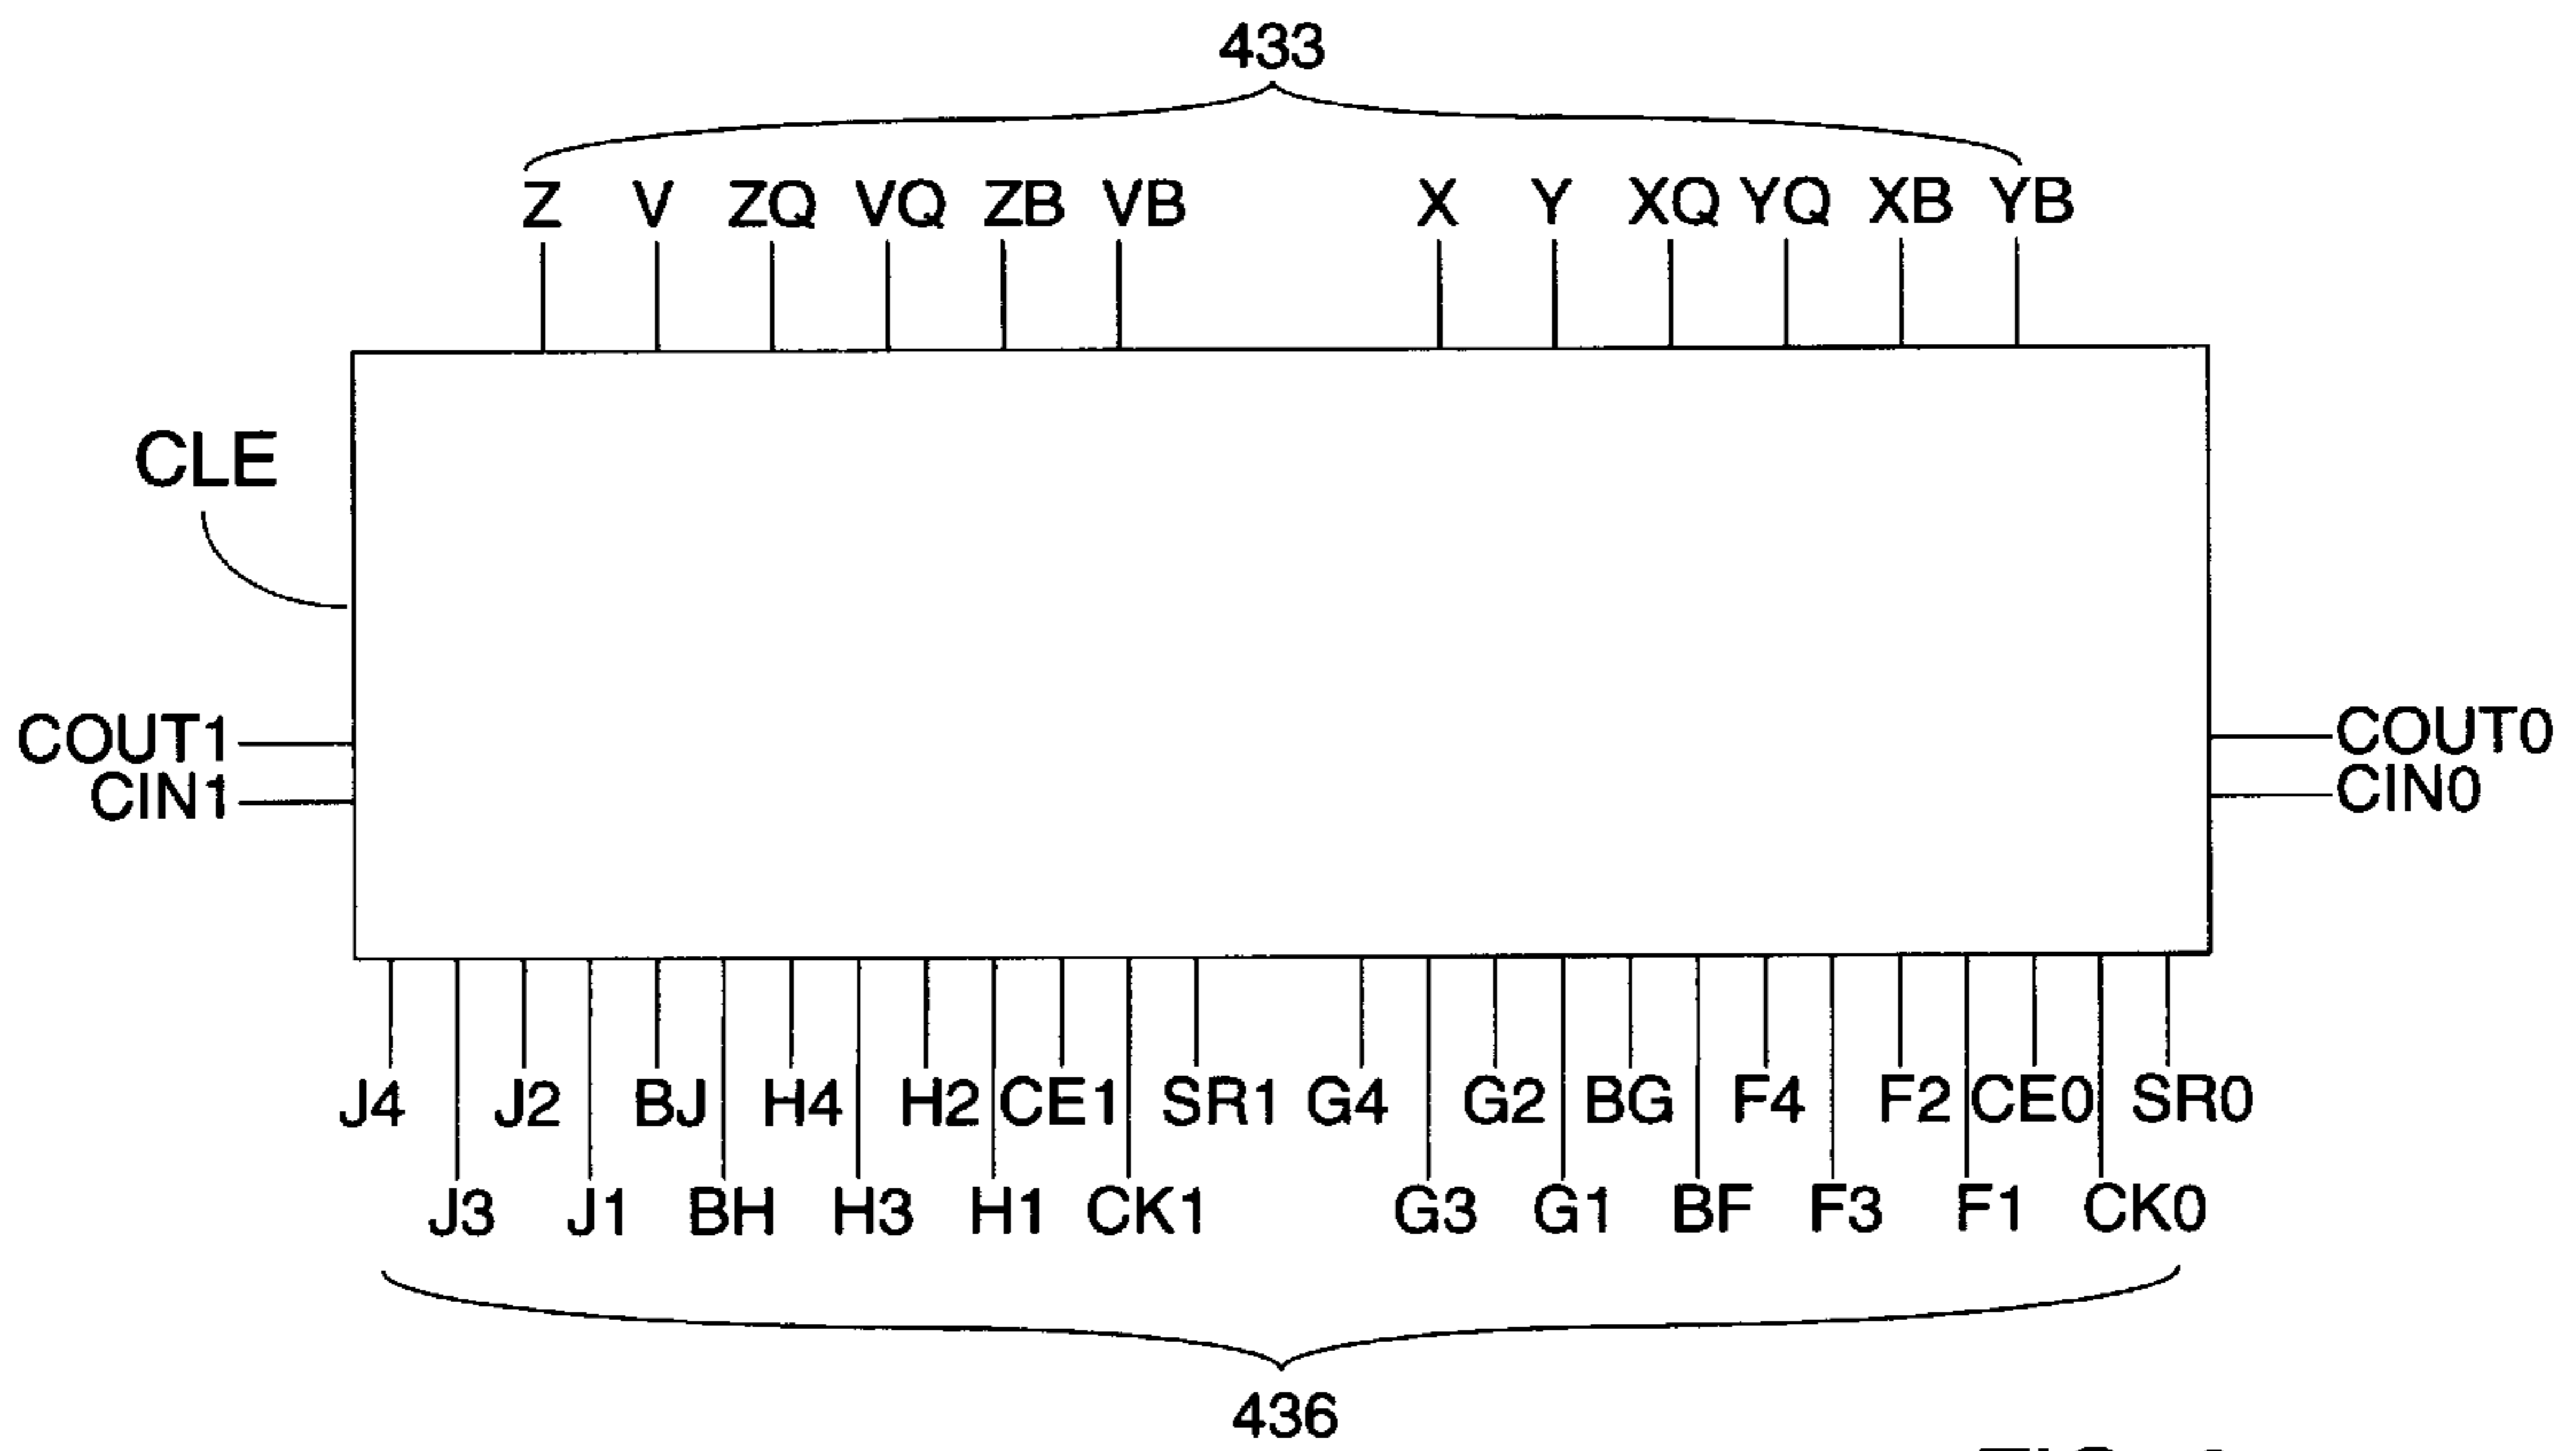 433
Z V ZQ VQ ZB VB X Y XQ YQ XB YB
CLE
COUT1 COUT0
CIN1 CIN0
J4 J2 BJ H4 H2 CE1 SR1 G4 G2 BG F4 F2 CE0 SR0
J3 J1 BH H3 H1 CK1 G3 G1 BF F3 F1 CK0
436